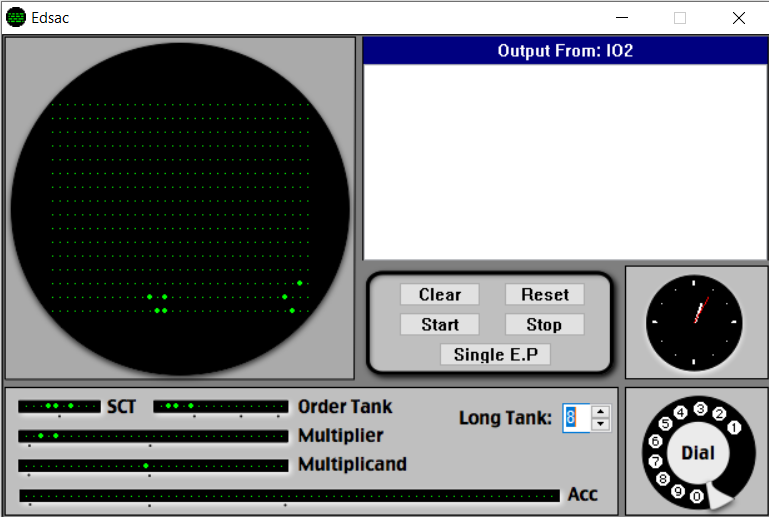 Edsac
Output From: IO2
Clear Reset
Start Stop
Single E.P
SCT Order Tank
Long Tank: 8
Multiplier
Multiplicand
Acc
Dial
1
2
3
4
5
6
7
8
9
0